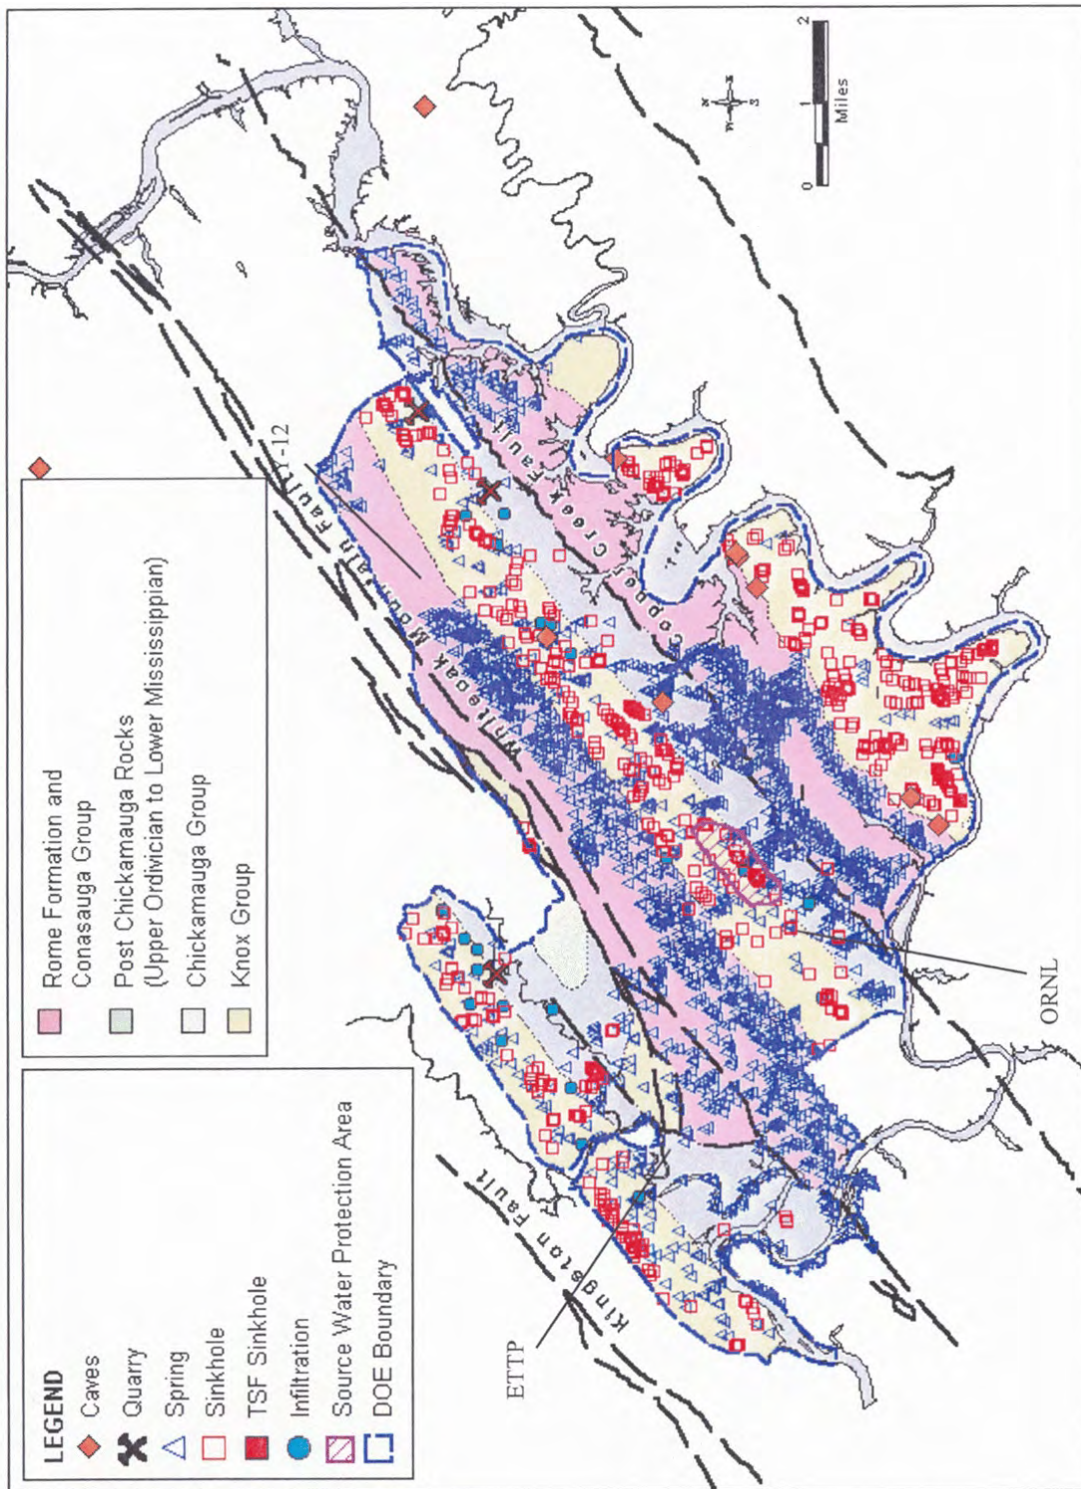 LEGEND
Caves
Quarry
Spring
Sinkhole
TSF Sinkhole
Infiltration
Source Water Protection Area
DOE Boundary
Rome Formation and
Conasauga Group
Post Chickamauga Rocks
(Upper Ordivician to Lower Mississippian)
Chickamauga Group
Knox Group
Kingston Fault
Whiteoak Mountain Fault
Y-12
Copper Creek Fault
ETTP
ORNL
N
W
E
S
0 1 2
Miles